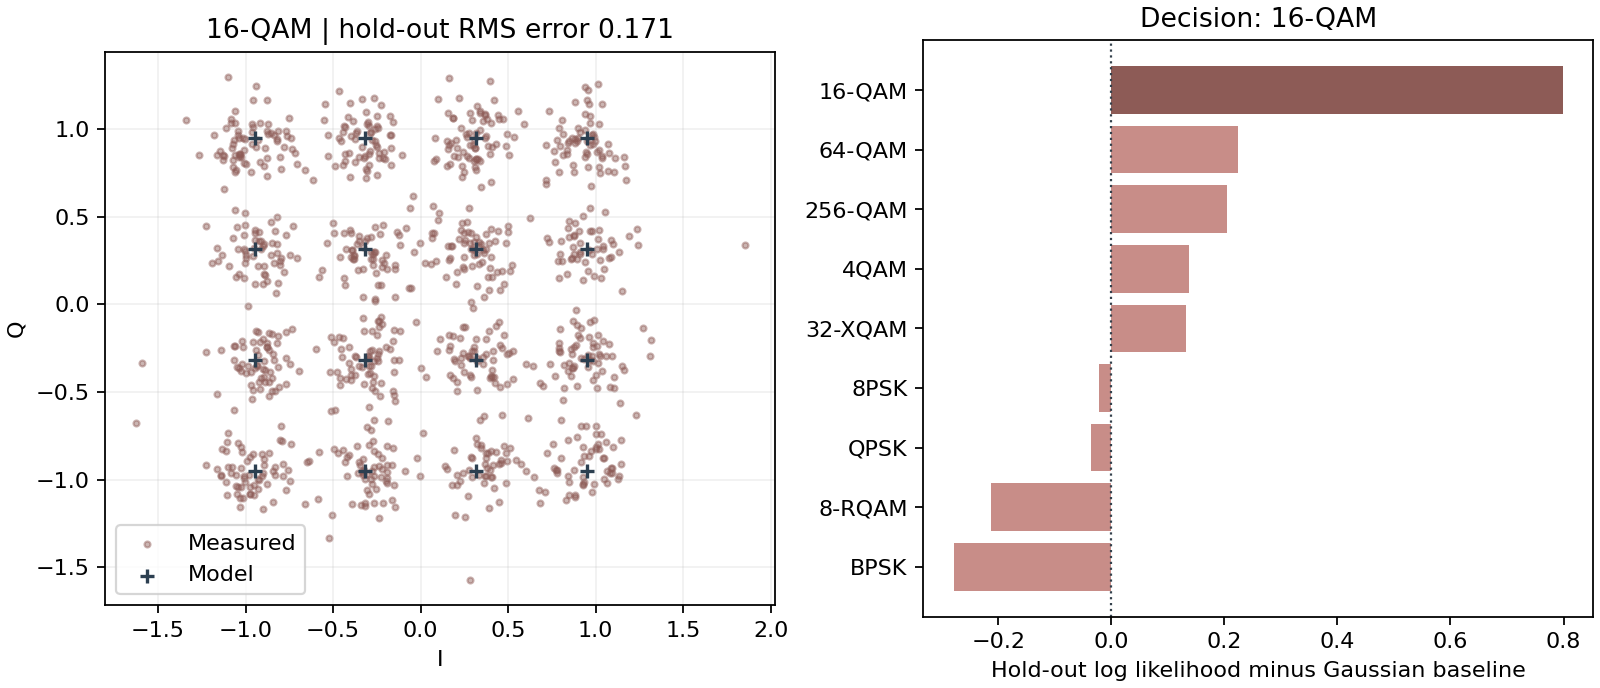 16-QAM | hold-out RMS error 0.171
Q
1.0
0.5
0.0
−0.5
−1.0
−1.5
Measured
Model
−1.5 −1.0 −0.5 0.0 0.5 1.0 1.5 2.0
I
Decision: 16-QAM
16-QAM
64-QAM
256-QAM
4QAM
32-XQAM
8PSK
QPSK
8-RQAM
BPSK
−0.2 0.0 0.2 0.4 0.6 0.8
Hold-out log likelihood minus Gaussian baseline